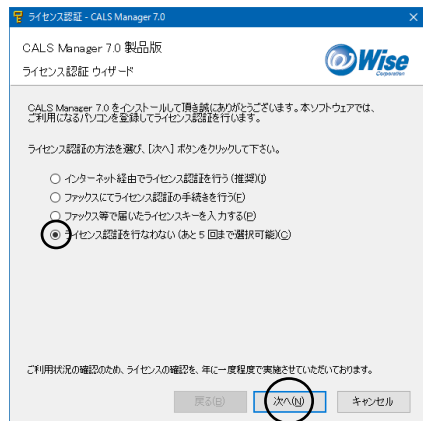 ライセンス認証 - CALS Manager 7.0
CALS Manager 7.0 製品版
ライセンス認証 ウィザード
Wise
Corporation
CALS Manager 7.0 をインストールして頂き誠にありがとうございます。本ソフトウェアでは、
ご利用になるパソコンを登録してライセンス認証を行います。
ライセンス認証の方法を選び、[次へ] ボタンをクリックして下さい。
インターネット経由でライセンス認証を行う (推奨)(I)
ファックスにてライセンス認証の手続きを行う(F)
ファックス等で届いたライセンスキーを入力する(P)
ライセンス認証を行なわない (あと 5 回まで選択可能)(C)
ご利用状況の確認のため、ライセンスの確認を、年に一度程度で実施させていただいております。
戻る(B)
次へ(N)
キャンセル